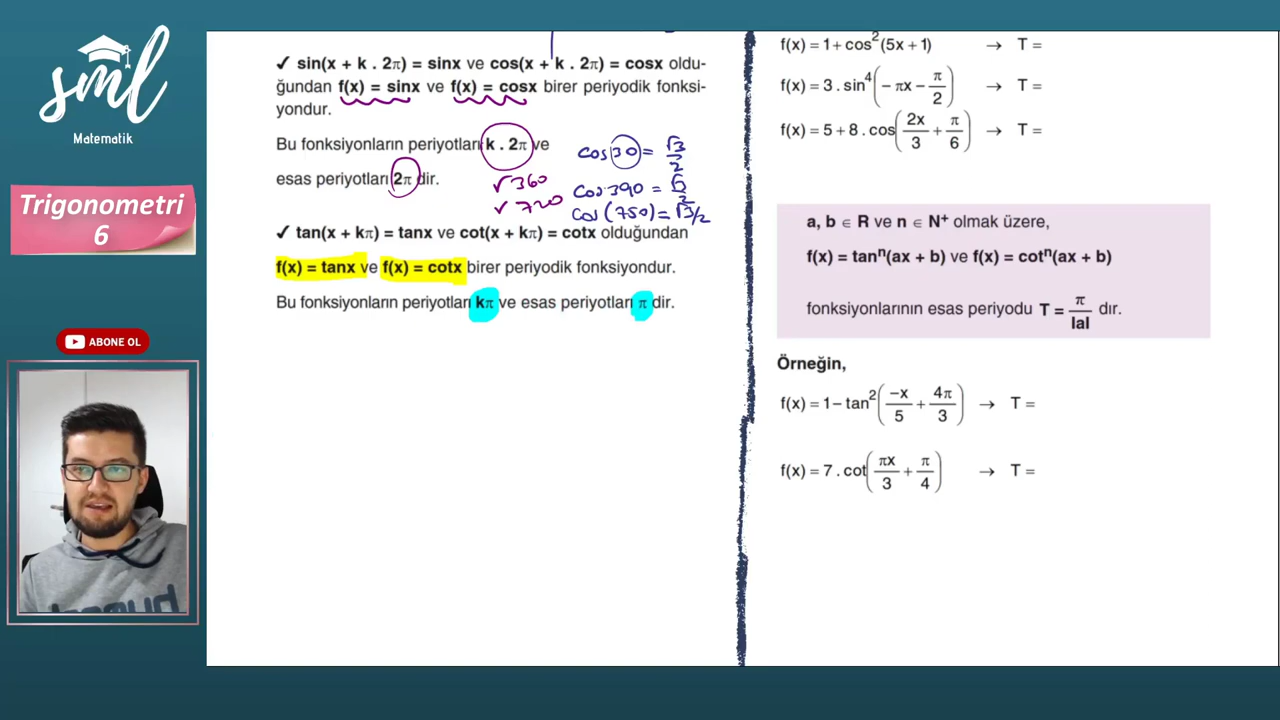 sml
Matematik
Trigonometri
6
ABONE OL
✓ sin(x + k . 2π) = sinx ve cos(x + k . 2π) = cosx oldu-
ğundan f(x) = sinx ve f(x) = cosx birer periyodik fonksi-
yondur.
Bu fonksiyonların periyotları k . 2π ve
esas periyotları 2π dir.
√ 360
√ 720
cos 30 = √3/2
cos 390 = √3/2
cos (750) = √3/2
✓ tan(x + kπ) = tanx ve cot(x + kπ) = cotx olduğundan
f(x) = tanx ve f(x) = cotx birer periyodik fonksiyondur.
Bu fonksiyonların periyotları kπ ve esas periyotları π dir.
f(x) = 1 + cos²(5x + 1) → T =
f(x) = 3 . sin⁴(− πx − π/2) → T =
f(x) = 5 + 8 . cos(2x/3 + π/6) → T =
a, b ∈ R ve n ∈ N⁺ olmak üzere,
f(x) = tanⁿ(ax + b) ve f(x) = cotⁿ(ax + b)
fonksiyonlarının esas periyodu T = π/|a| dır.
Örneğin,
f(x) = 1 − tan²(−x/5 + 4π/3) → T =
f(x) = 7 . cot(πx/3 + π/4) → T =